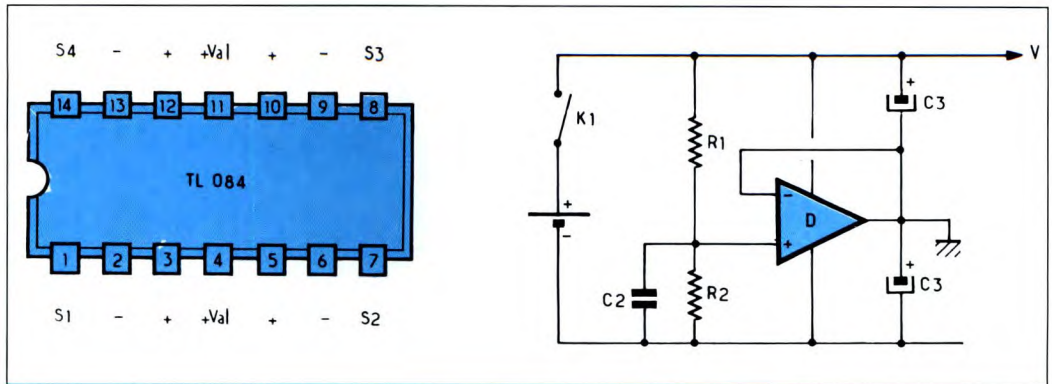 S4 - + +Val + - S3
14 13 12 11 10 9 8
TL 084
1 2 3 4 5 6 7
S1 - + +Val + - S2
V
+
C3
K1
R1
+
-
-
D
+
C2
R2
+
C3